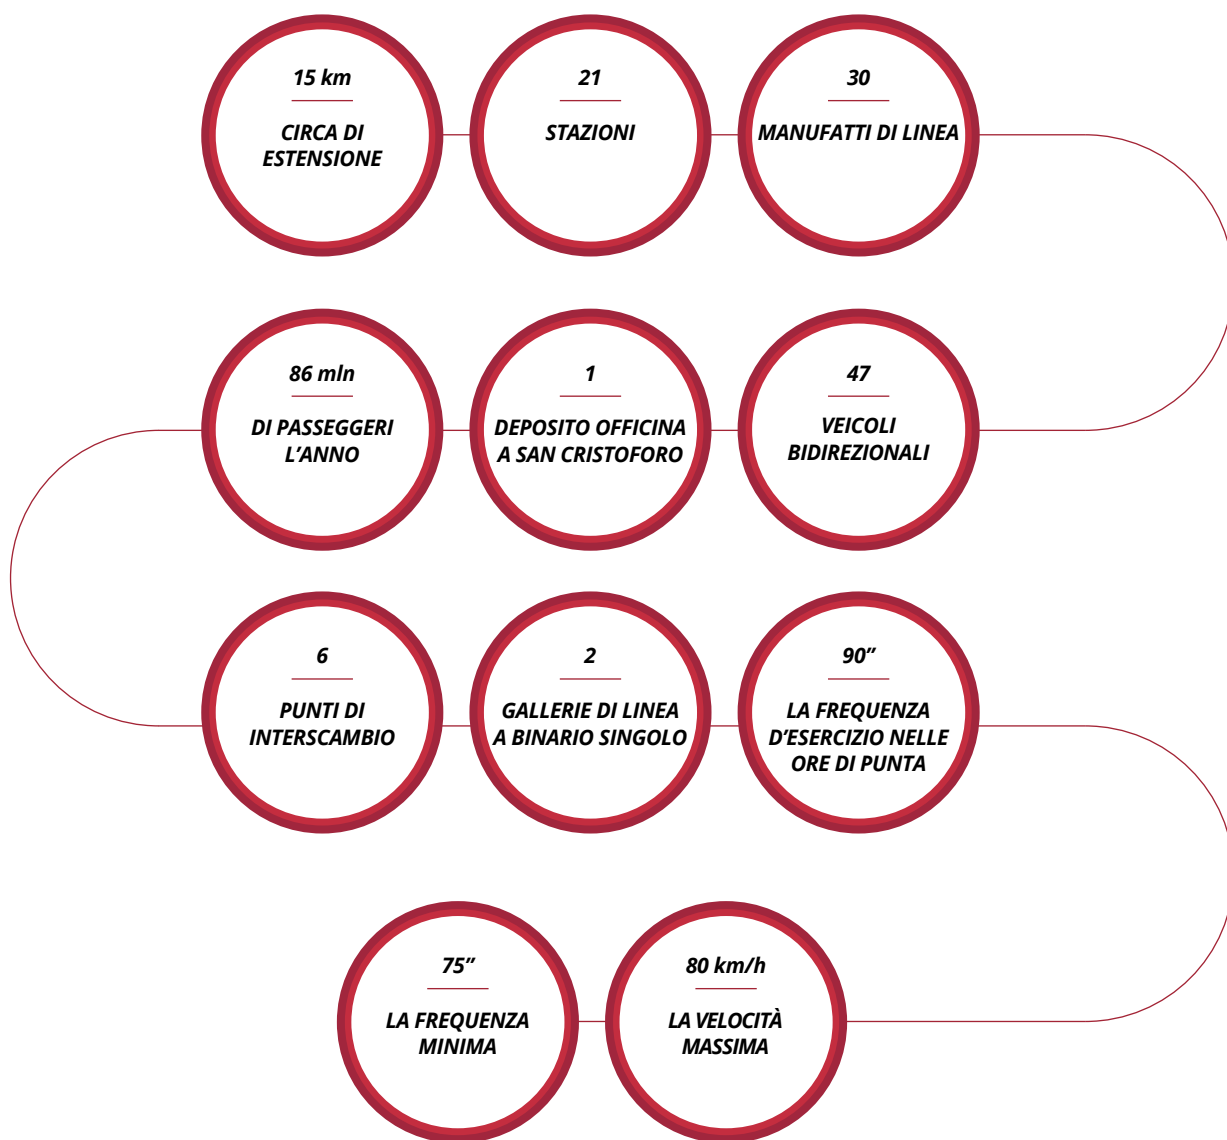 15 km
CIRCA DI
ESTENSIONE
21
STAZIONI
30
MANUFATTI DI LINEA
86 mln
DI PASSEGGERI
L’ANNO
1
DEPOSITO OFFICINA
A SAN CRISTOFORO
47
VEICOLI
BIDIREZIONALI
6
PUNTI DI
INTERSCAMBIO
2
GALLERIE DI LINEA
A BINARIO SINGOLO
90”
LA FREQUENZA
D’ESERCIZIO NELLE
ORE DI PUNTA
75”
LA FREQUENZA
MINIMA
80 km/h
LA VELOCITÀ
MASSIMA